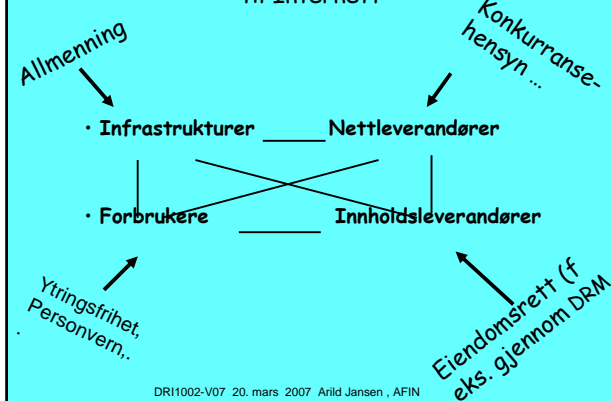 Allmenning
Konkurranse-
hensyn ...
• Infrastrukturer
Nettleverandører
• Forbrukere
Innholdsleverandører
Ytringsfrihet,
Personvern,.
.
Eiendomsrett (f
eks. gjennom DRM
DRI1002-V07 20. mars 2007 Arild Jansen , AFIN